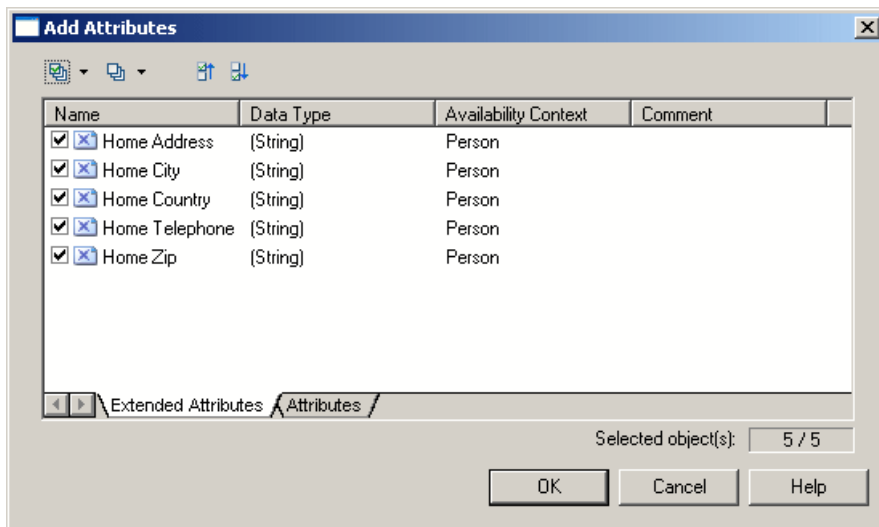 Add Attributes
Name Data Type Availability Context Comment
Home Address (String) Person
Home City (String) Person
Home Country (String) Person
Home Telephone (String) Person
Home Zip (String) Person
Extended Attributes Attributes
Selected object(s): 5 / 5
OK Cancel Help